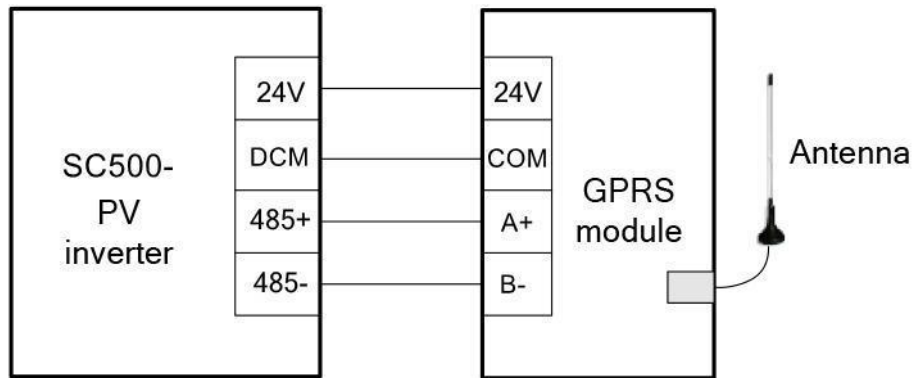 SC500-
PV
inverter
24V
DCM
485+
485-
24V
COM
A+
B-
GPRS
module
Antenna